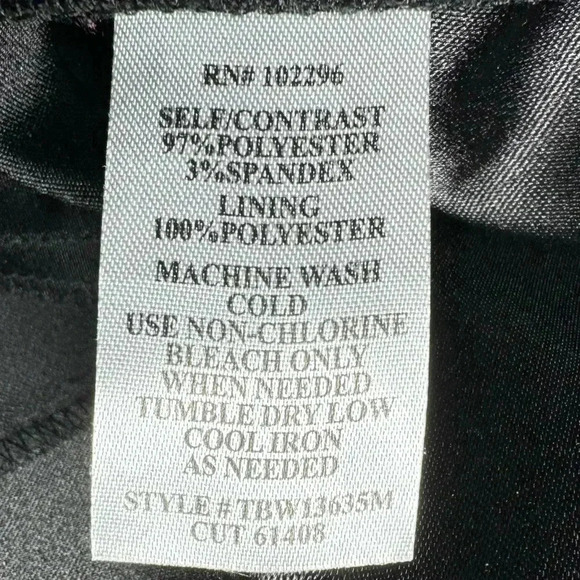 RN# 102296
SELF/CONTRAST
97%POLYESTER
3%SPANDEX
LINING
100%POLYESTER
MACHINE WASH
COLD
USE NON-CHLORINE
BLEACH ONLY
WHEN NEEDED
TUMBLE DRY LOW
COOL IRON
AS NEEDED
STYLE # TBW13635M
CUT 61408